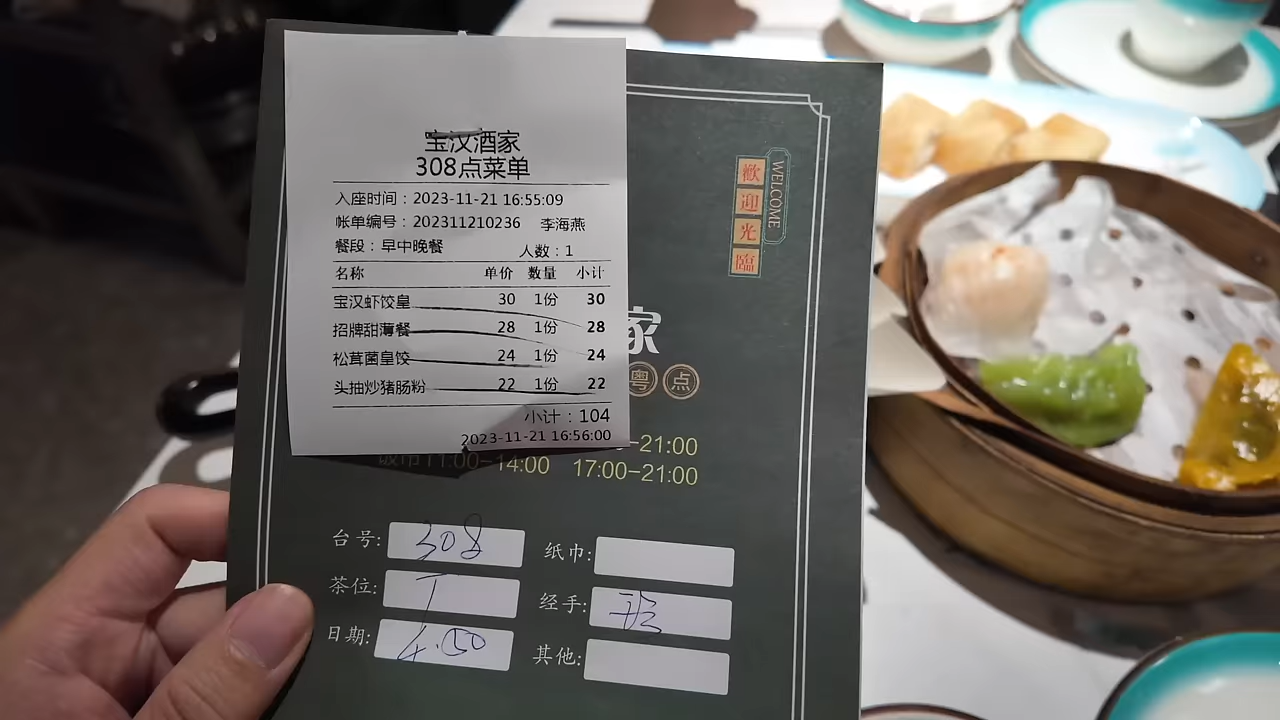 宝汉酒家
308点菜单
入座时间：2023-11-21 16:55:09
帐单编号：202311210236 李海燕
餐段：早中晚餐 人数：1
名称 单价 数量 小计
宝汉虾饺皇 30 1份 30
招牌甜薄餐 28 1份 28
松茸菌皇饺 24 1份 24
头抽炒猪肠粉 22 1份 22
小计：104
2023-11-21 16:56:00
歡迎光臨
WELCOME
家
粤点
-21:00
11:00-14:00 17:00-21:00
台号: 308 纸巾:
茶位: 经手:
日期: 4.50 其他: